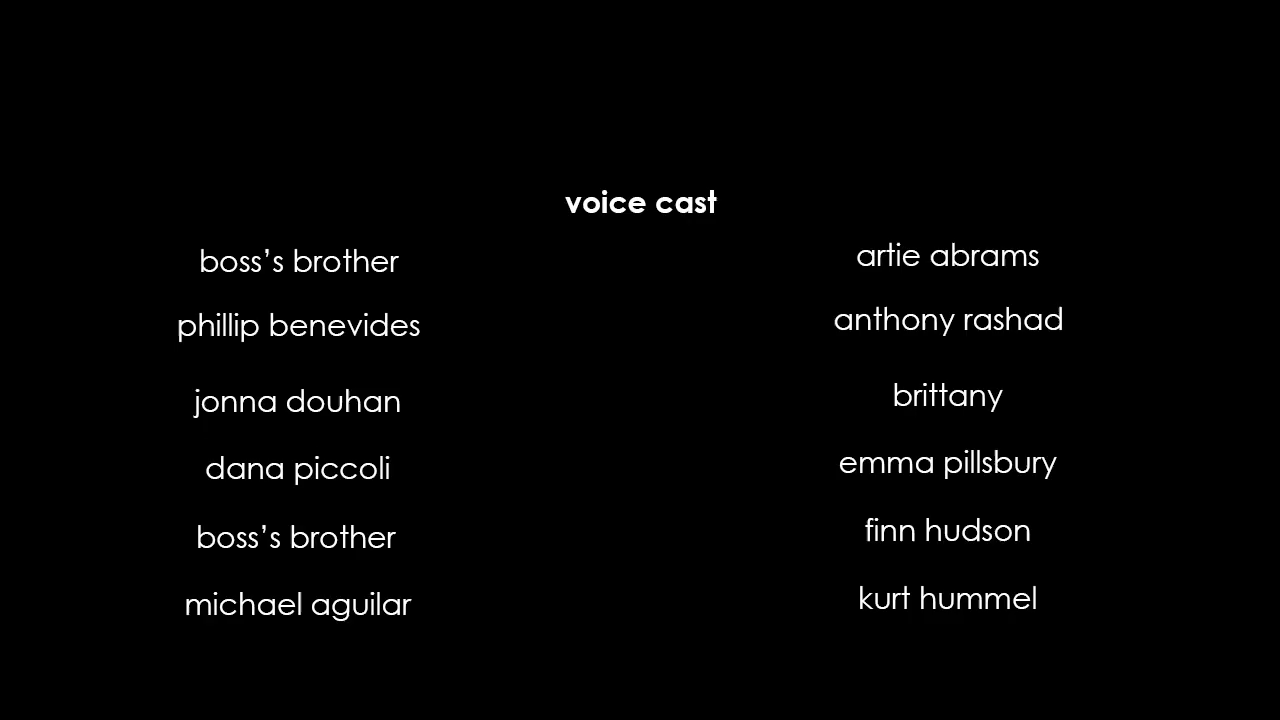 voice cast
boss's brother artie abrams
phillip benevides anthony rashad
jonna douhan brittany
dana piccoli emma pillsbury
boss's brother finn hudson
michael aguilar kurt hummel